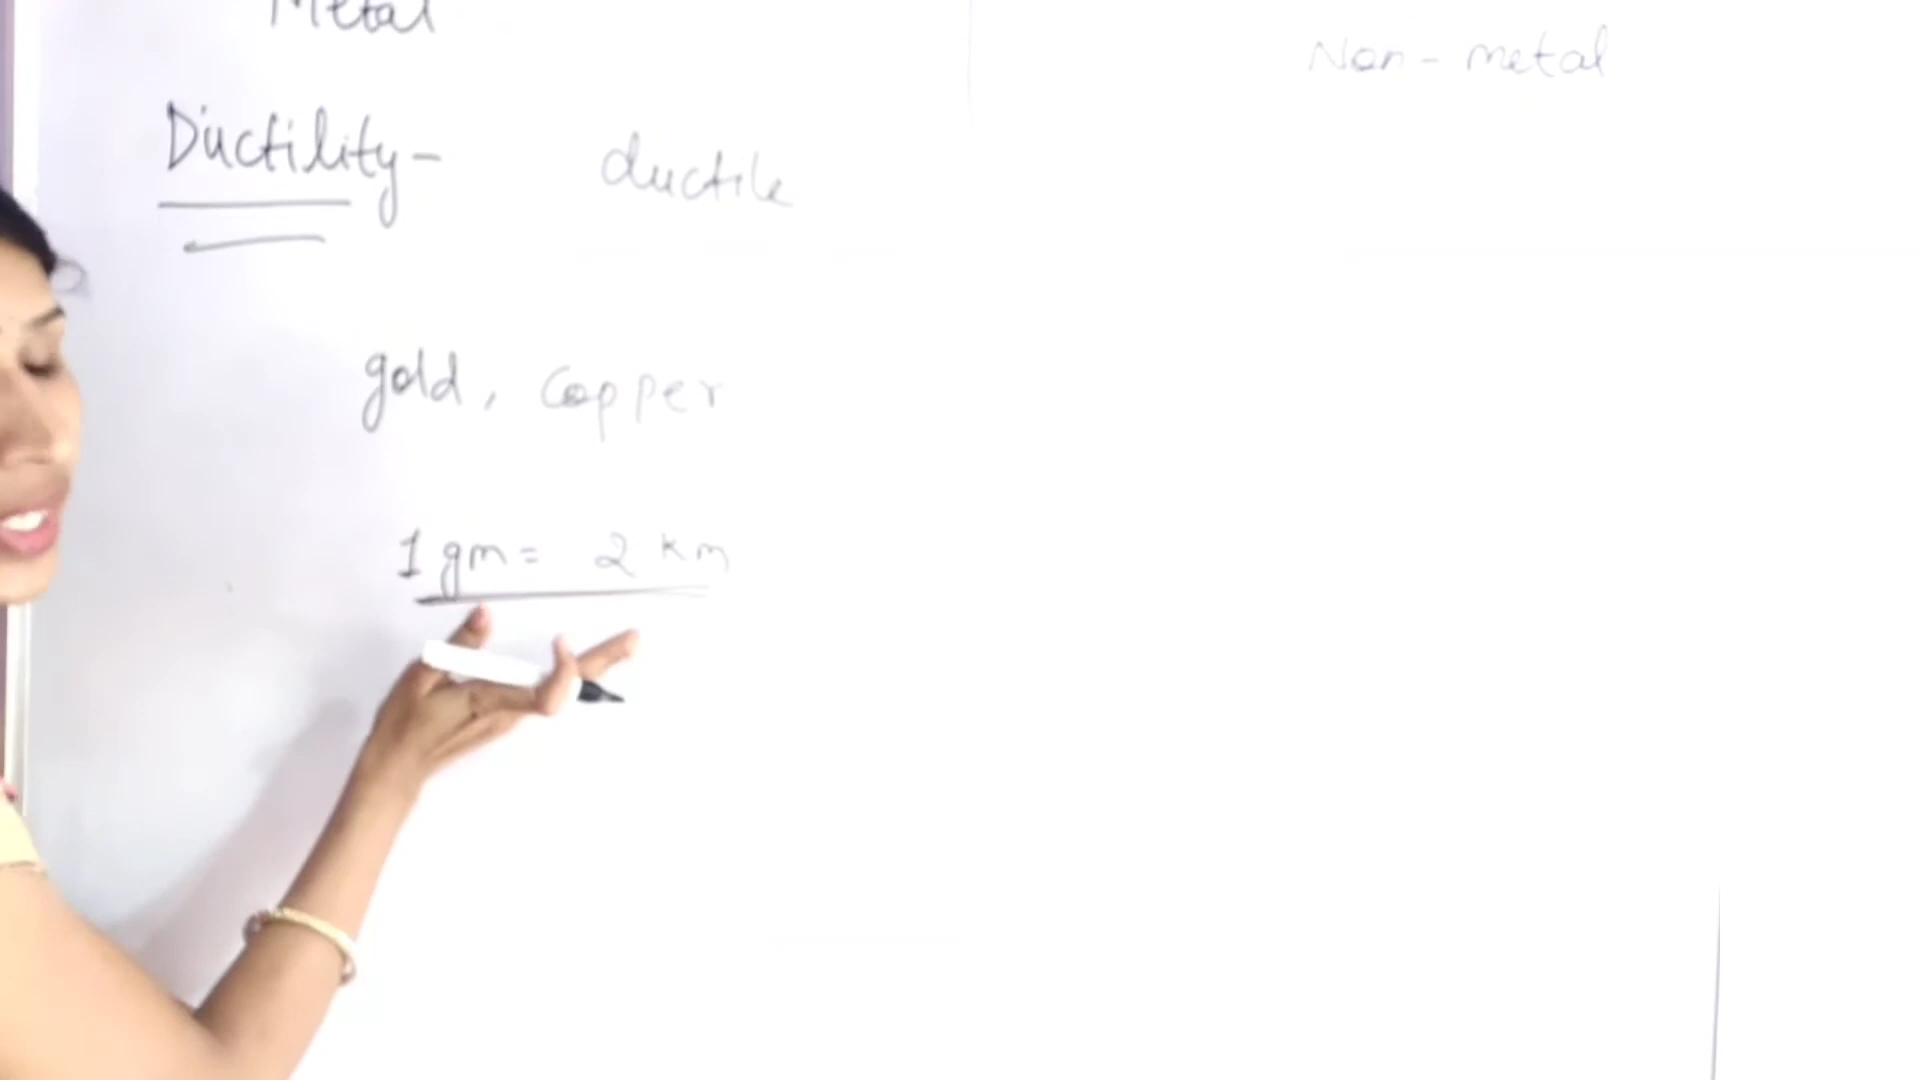 Metal
Non - metal
Ductility - ductile
gold, copper
1 gm = 2 km